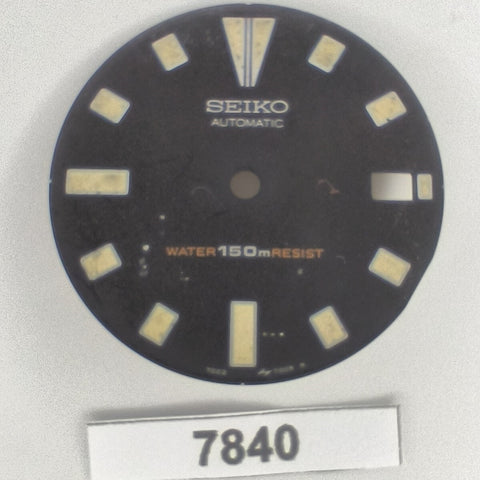 SEIKO
AUTOMATIC
WATER 150m RESIST
7840